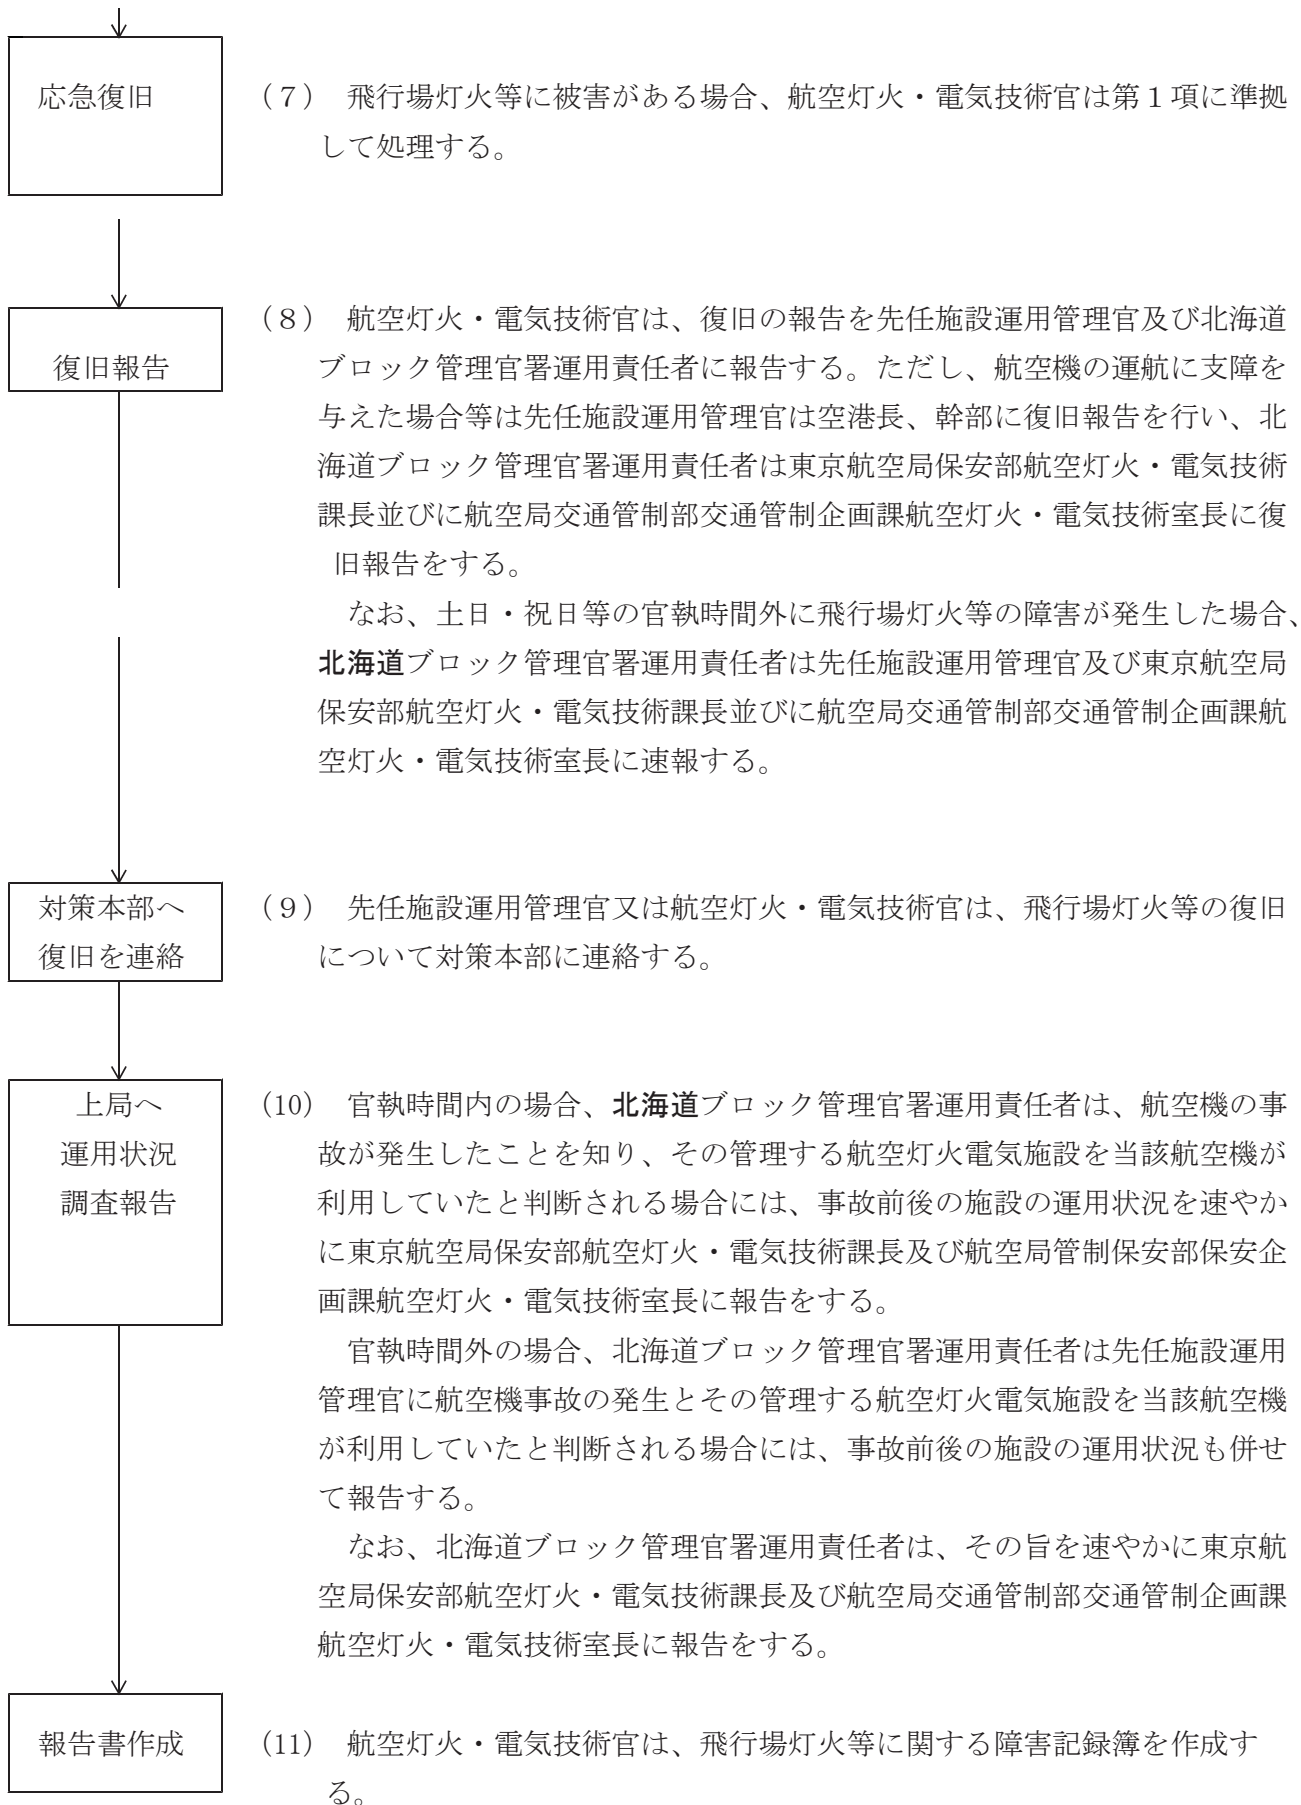 応急復旧
（７）　飛行場灯火等に被害がある場合、航空灯火・電気技術官は第１項に準拠
して処理する。
復旧報告
（８）　航空灯火・電気技術官は、復旧の報告を先任施設運用管理官及び北海道
ブロック管理官署運用責任者に報告する。ただし、航空機の運航に支障を
与えた場合等は先任施設運用管理官は空港長、幹部に復旧報告を行い、北
海道ブロック管理官署運用責任者は東京航空局保安部航空灯火・電気技術
課長並びに航空局交通管制部交通管制企画課航空灯火・電気技術室長に復
旧報告をする。
なお、土日・祝日等の官執時間外に飛行場灯火等の障害が発生した場合、
北海道ブロック管理官署運用責任者は先任施設運用管理官及び東京航空局
保安部航空灯火・電気技術課長並びに航空局交通管制部交通管制企画課航
空灯火・電気技術室長に速報する。
対策本部へ
復旧を連絡
（９）　先任施設運用管理官又は航空灯火・電気技術官は、飛行場灯火等の復旧
について対策本部に連絡する。
上局へ
運用状況
調査報告
(10)　官執時間内の場合、北海道ブロック管理官署運用責任者は、航空機の事
故が発生したことを知り、その管理する航空灯火電気施設を当該航空機が
利用していたと判断される場合には、事故前後の施設の運用状況を速やか
に東京航空局保安部航空灯火・電気技術課長及び航空局管制保安部保安企
画課航空灯火・電気技術室長に報告をする。
官執時間外の場合、北海道ブロック管理官署運用責任者は先任施設運用
管理官に航空機事故の発生とその管理する航空灯火電気施設を当該航空機
が利用していたと判断される場合には、事故前後の施設の運用状況も併せ
て報告する。
なお、北海道ブロック管理官署運用責任者は、その旨を速やかに東京航
空局保安部航空灯火・電気技術課長及び航空局交通管制部交通管制企画課
航空灯火・電気技術室長に報告をする。
報告書作成
(11)　航空灯火・電気技術官は、飛行場灯火等に関する障害記録簿を作成す
る。